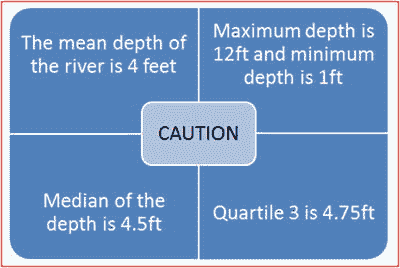 The mean depth of
the river is 4 feet
Maximum depth is
12ft and minimum
depth is 1ft
CAUTION
Median of the
depth is 4.5ft
Quartile 3 is 4.75ft